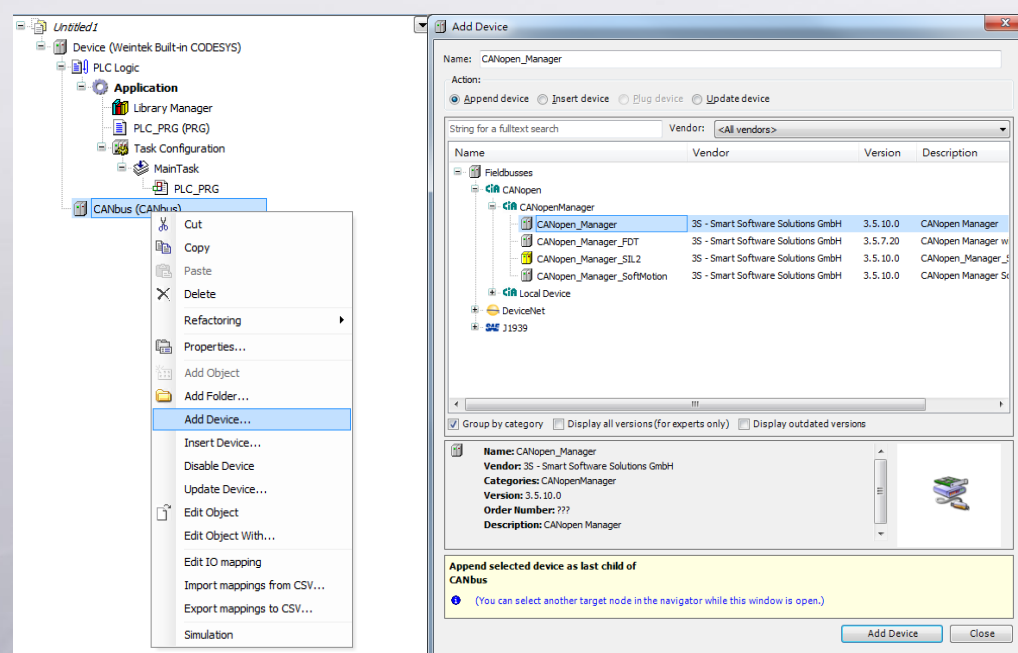 Untitled1
Device (Weintek Built-in CODESYS)
PLC Logic
Application
Library Manager
PLC_PRG (PRG)
Task Configuration
MainTask
PLC_PRG
CANbus (CANbus)
Cut
Copy
Paste
Delete
Refactoring
Properties...
Add Object
Add Folder...
Add Device...
Insert Device...
Disable Device
Update Device...
Edit Object
Edit Object With...
Edit IO mapping
Import mappings from CSV...
Export mappings to CSV...
Simulation
Add Device
Name: CANopen_Manager
Action:
Append device Insert device Plug device Update device
String for a fulltext search Vendor: <All vendors>
Name Vendor Version Description
Fieldbusses
CiA CANopen
CiA CANopenManager
CANopen_Manager 3S - Smart Software Solutions GmbH 3.5.10.0 CANopen Manager
CANopen_Manager_FDT 3S - Smart Software Solutions GmbH 3.5.7.20 CANopen Manager w
CANopen_Manager_SIL2 3S - Smart Software Solutions GmbH 3.5.10.0 CANopen_Manager_S
CANopen_Manager_SoftMotion 3S - Smart Software Solutions GmbH 3.5.10.0 CANopen Manager So
CiA Local Device
DeviceNet
SAE J1939
Group by category Display all versions (for experts only) Display outdated versions
Name: CANopen_Manager
Vendor: 3S - Smart Software Solutions GmbH
Categories: CANopenManager
Version: 3.5.10.0
Order Number: ???
Description: CANopen Manager
Append selected device as last child of
CANbus
(You can select another target node in the navigator while this window is open.)
Add Device Close